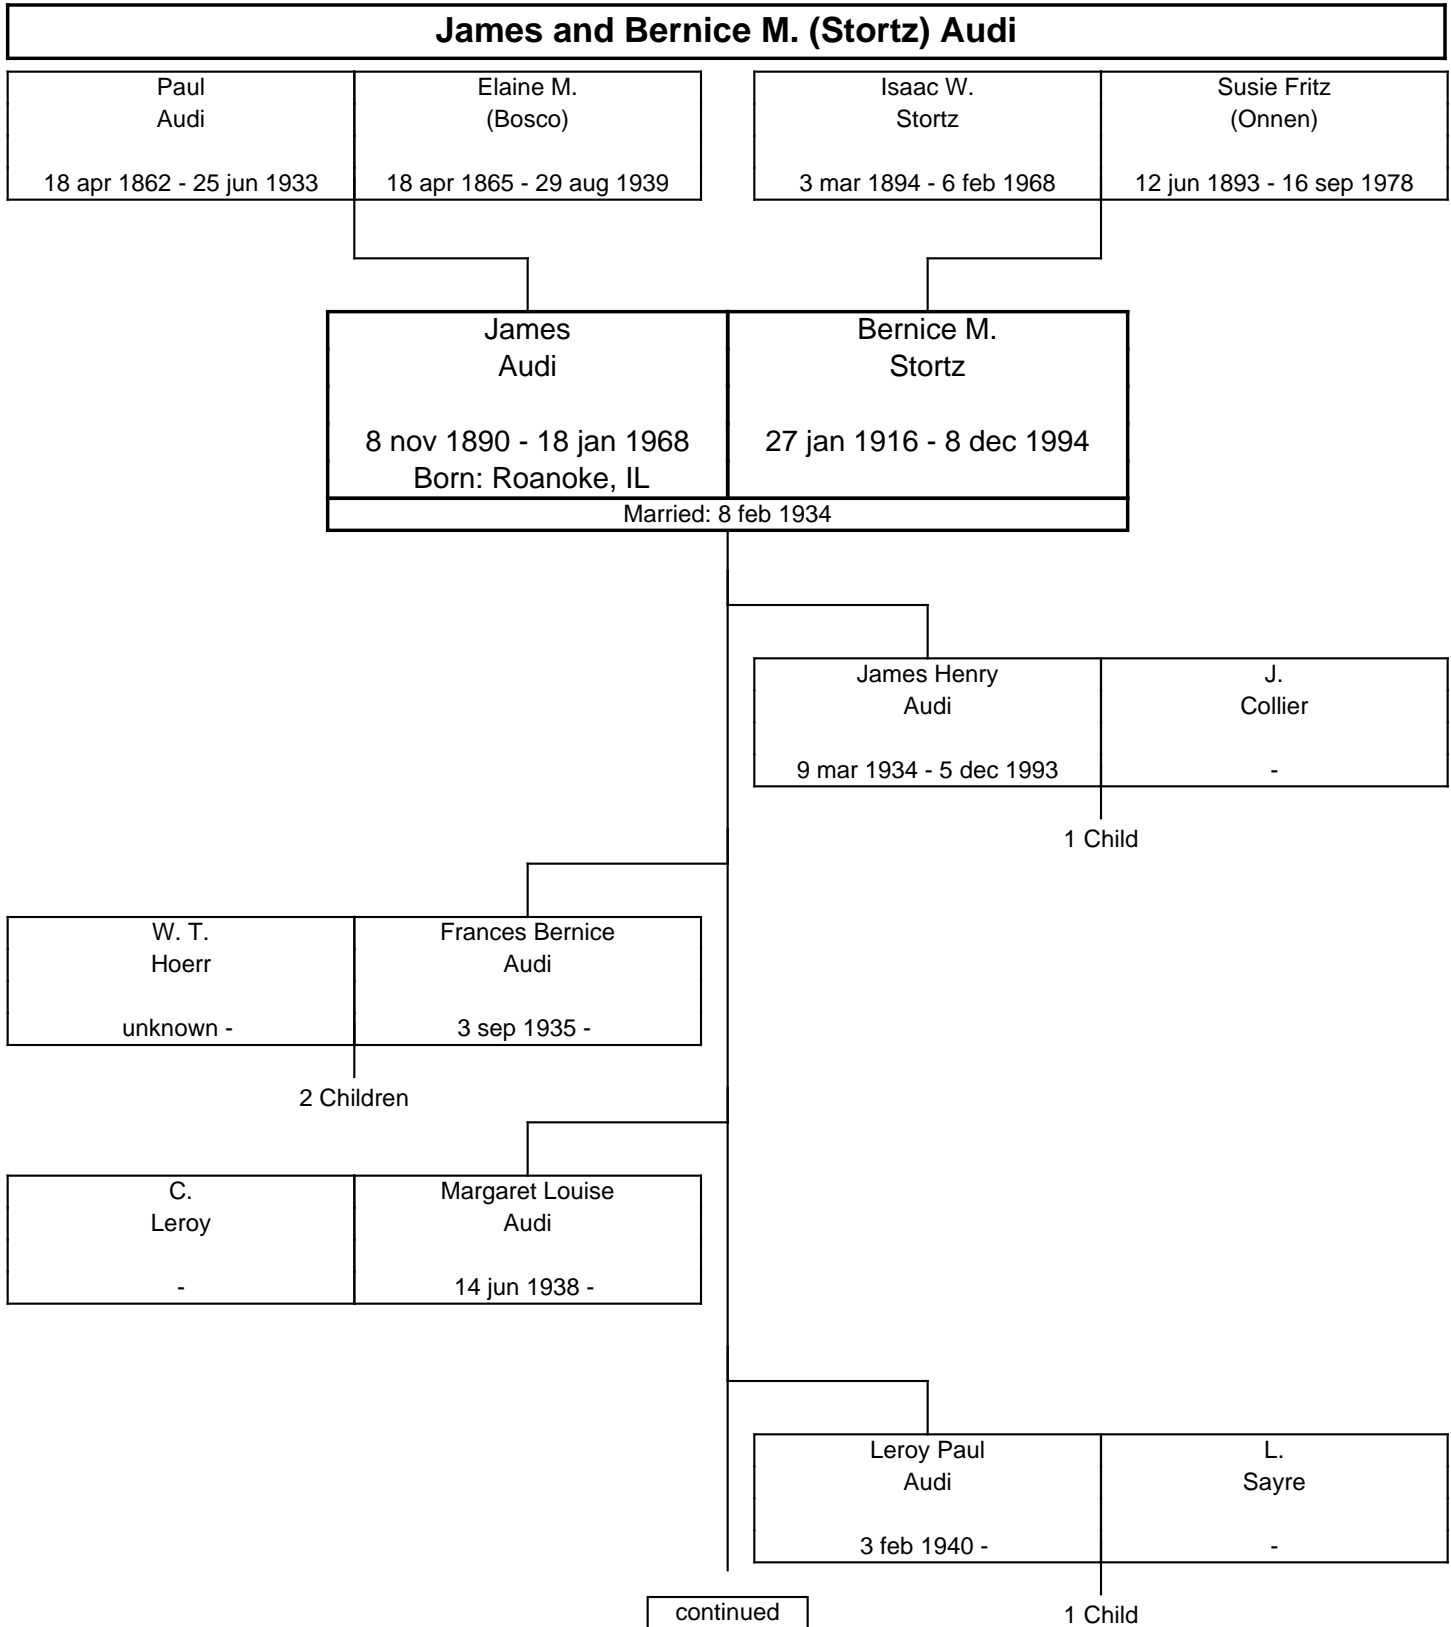 James and Bernice M. (Stortz) Audi
Paul
Audi
18 apr 1862 - 25 jun 1933
Elaine M.
(Bosco)
18 apr 1865 - 29 aug 1939
Isaac W.
Stortz
3 mar 1894 - 6 feb 1968
Susie Fritz
(Onnen)
12 jun 1893 - 16 sep 1978
James
Audi
8 nov 1890 - 18 jan 1968
Born: Roanoke, IL
Bernice M.
Stortz
27 jan 1916 - 8 dec 1994
Married: 8 feb 1934
James Henry
Audi
9 mar 1934 - 5 dec 1993
J.
Collier
-
1 Child
W. T.
Hoerr
unknown -
Frances Bernice
Audi
3 sep 1935 -
2 Children
C.
Leroy
-
Margaret Louise
Audi
14 jun 1938 -
Leroy Paul
Audi
3 feb 1940 -
L.
Sayre
-
1 Child
continued